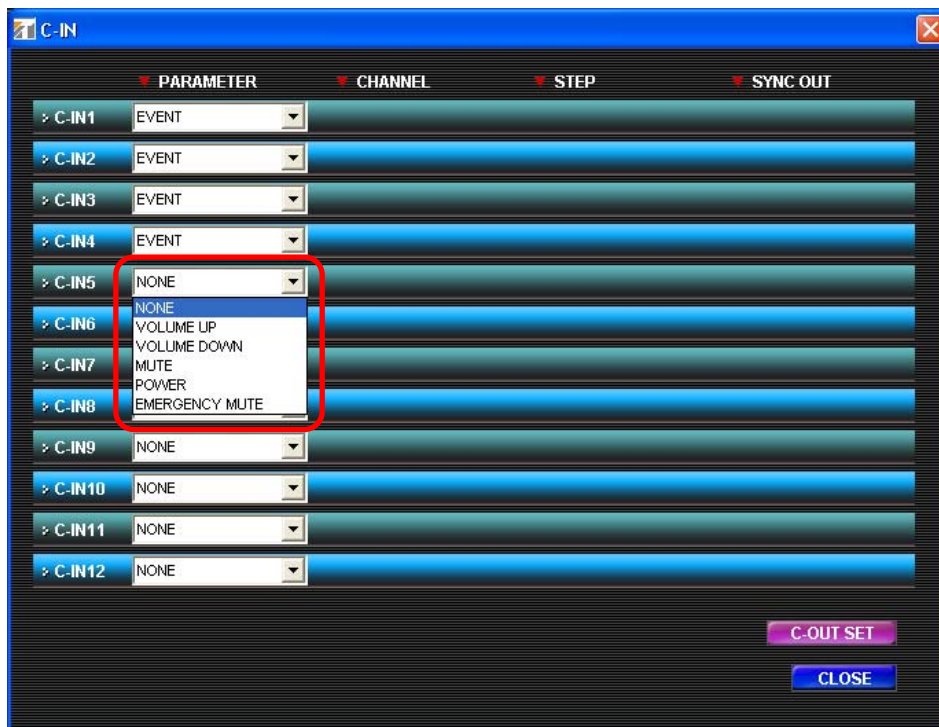 C-IN
PARAMETER CHANNEL STEP SYNC OUT
C-IN1 EVENT
C-IN2 EVENT
C-IN3 EVENT
C-IN4 EVENT
C-IN5 NONE
NONE
C-IN6 VOLUME UP
VOLUME DOWN
C-IN7 MUTE
POWER
C-IN8 EMERGENCY MUTE
C-IN9 NONE
C-IN10 NONE
C-IN11 NONE
C-IN12 NONE
C-OUT SET
CLOSE